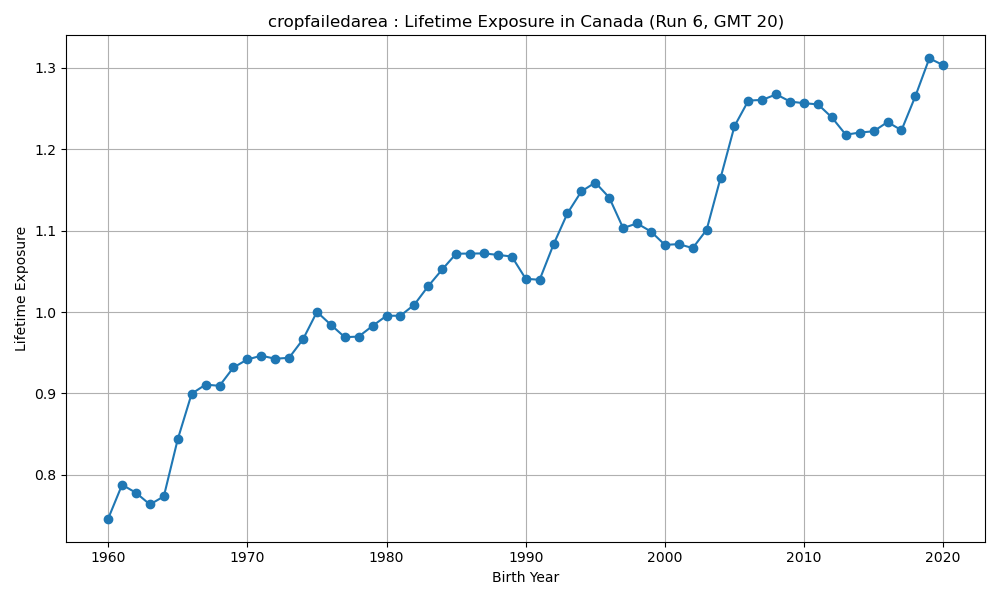 cropfailedarea : Lifetime Exposure in Canada (Run 6, GMT 20)
Lifetime Exposure
1.3
1.2
1.1
1.0
0.9
0.8
1960 1970 1980 1990 2000 2010 2020
Birth Year